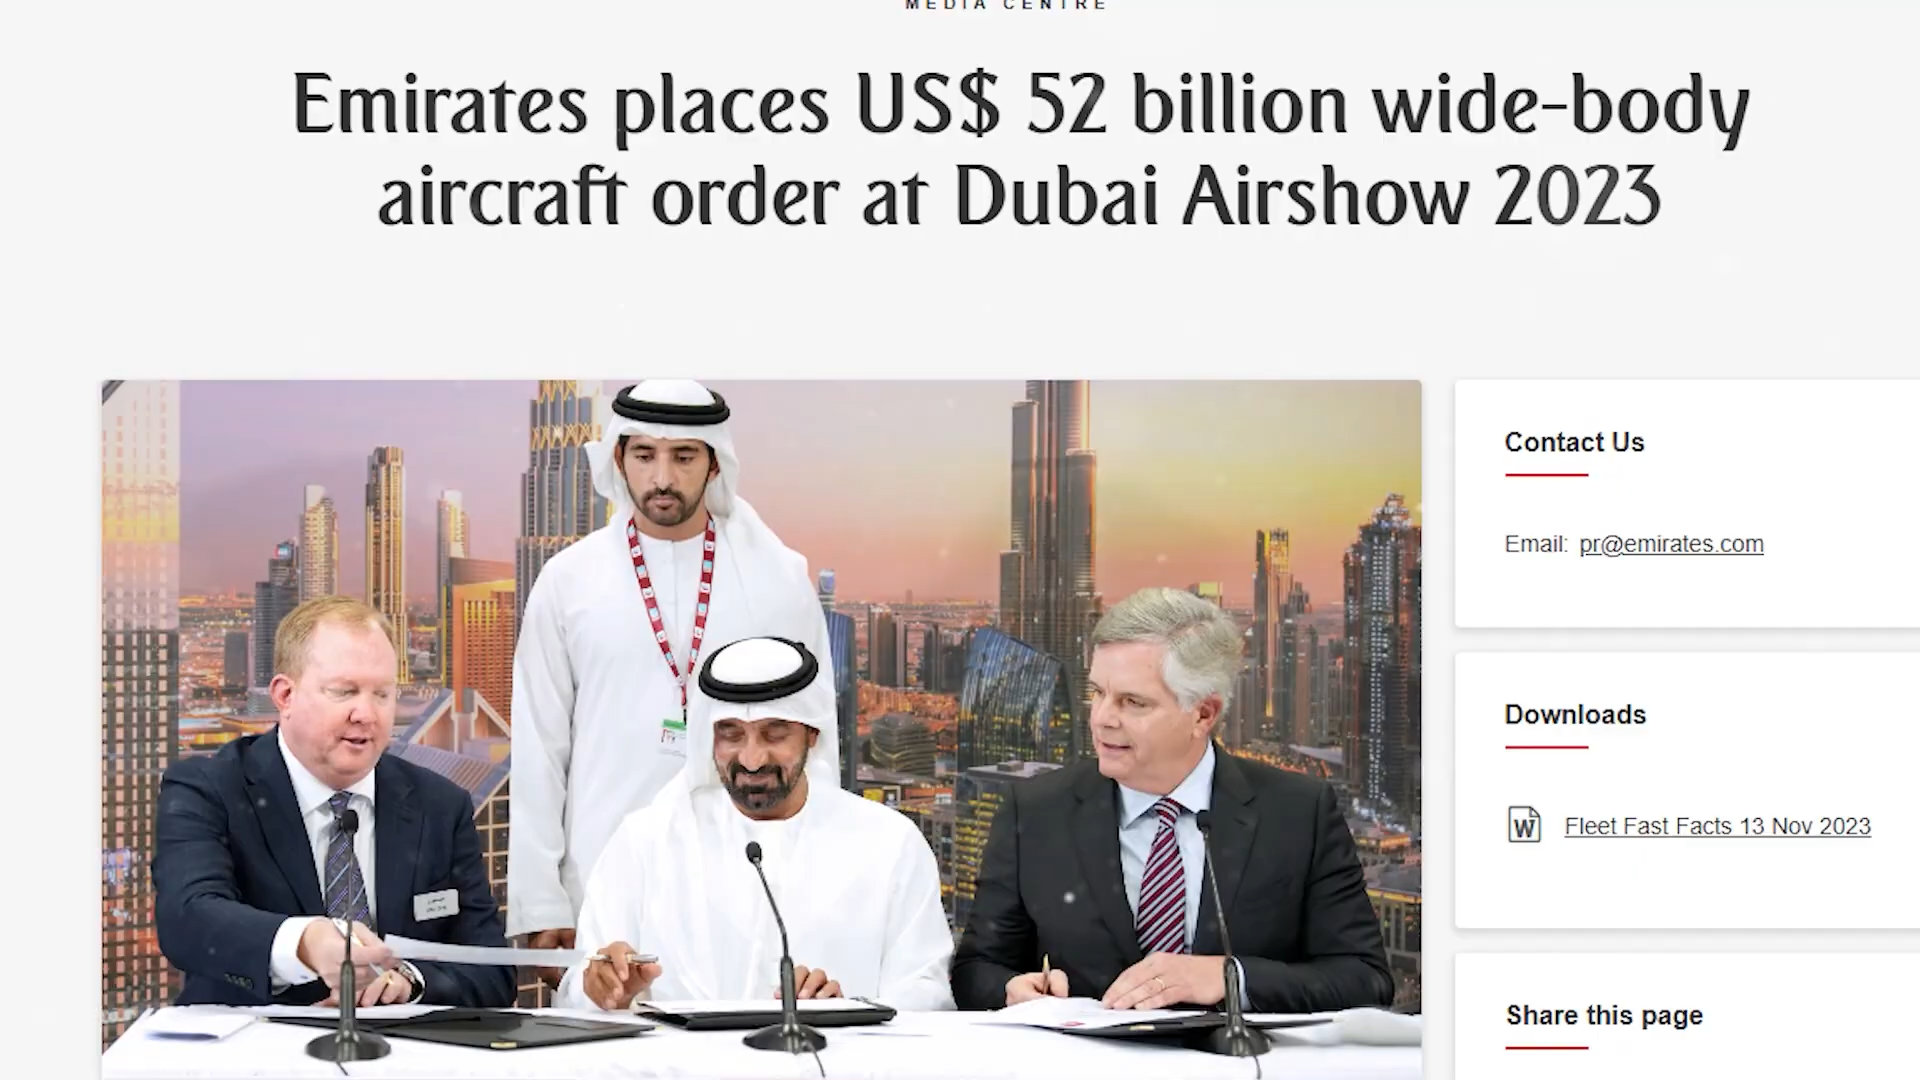 MEDIA CENTRE
Emirates places US$ 52 billion wide-body
aircraft order at Dubai Airshow 2023
Contact Us
Email: pr@emirates.com
Downloads
Fleet Fast Facts 13 Nov 2023
Share this page